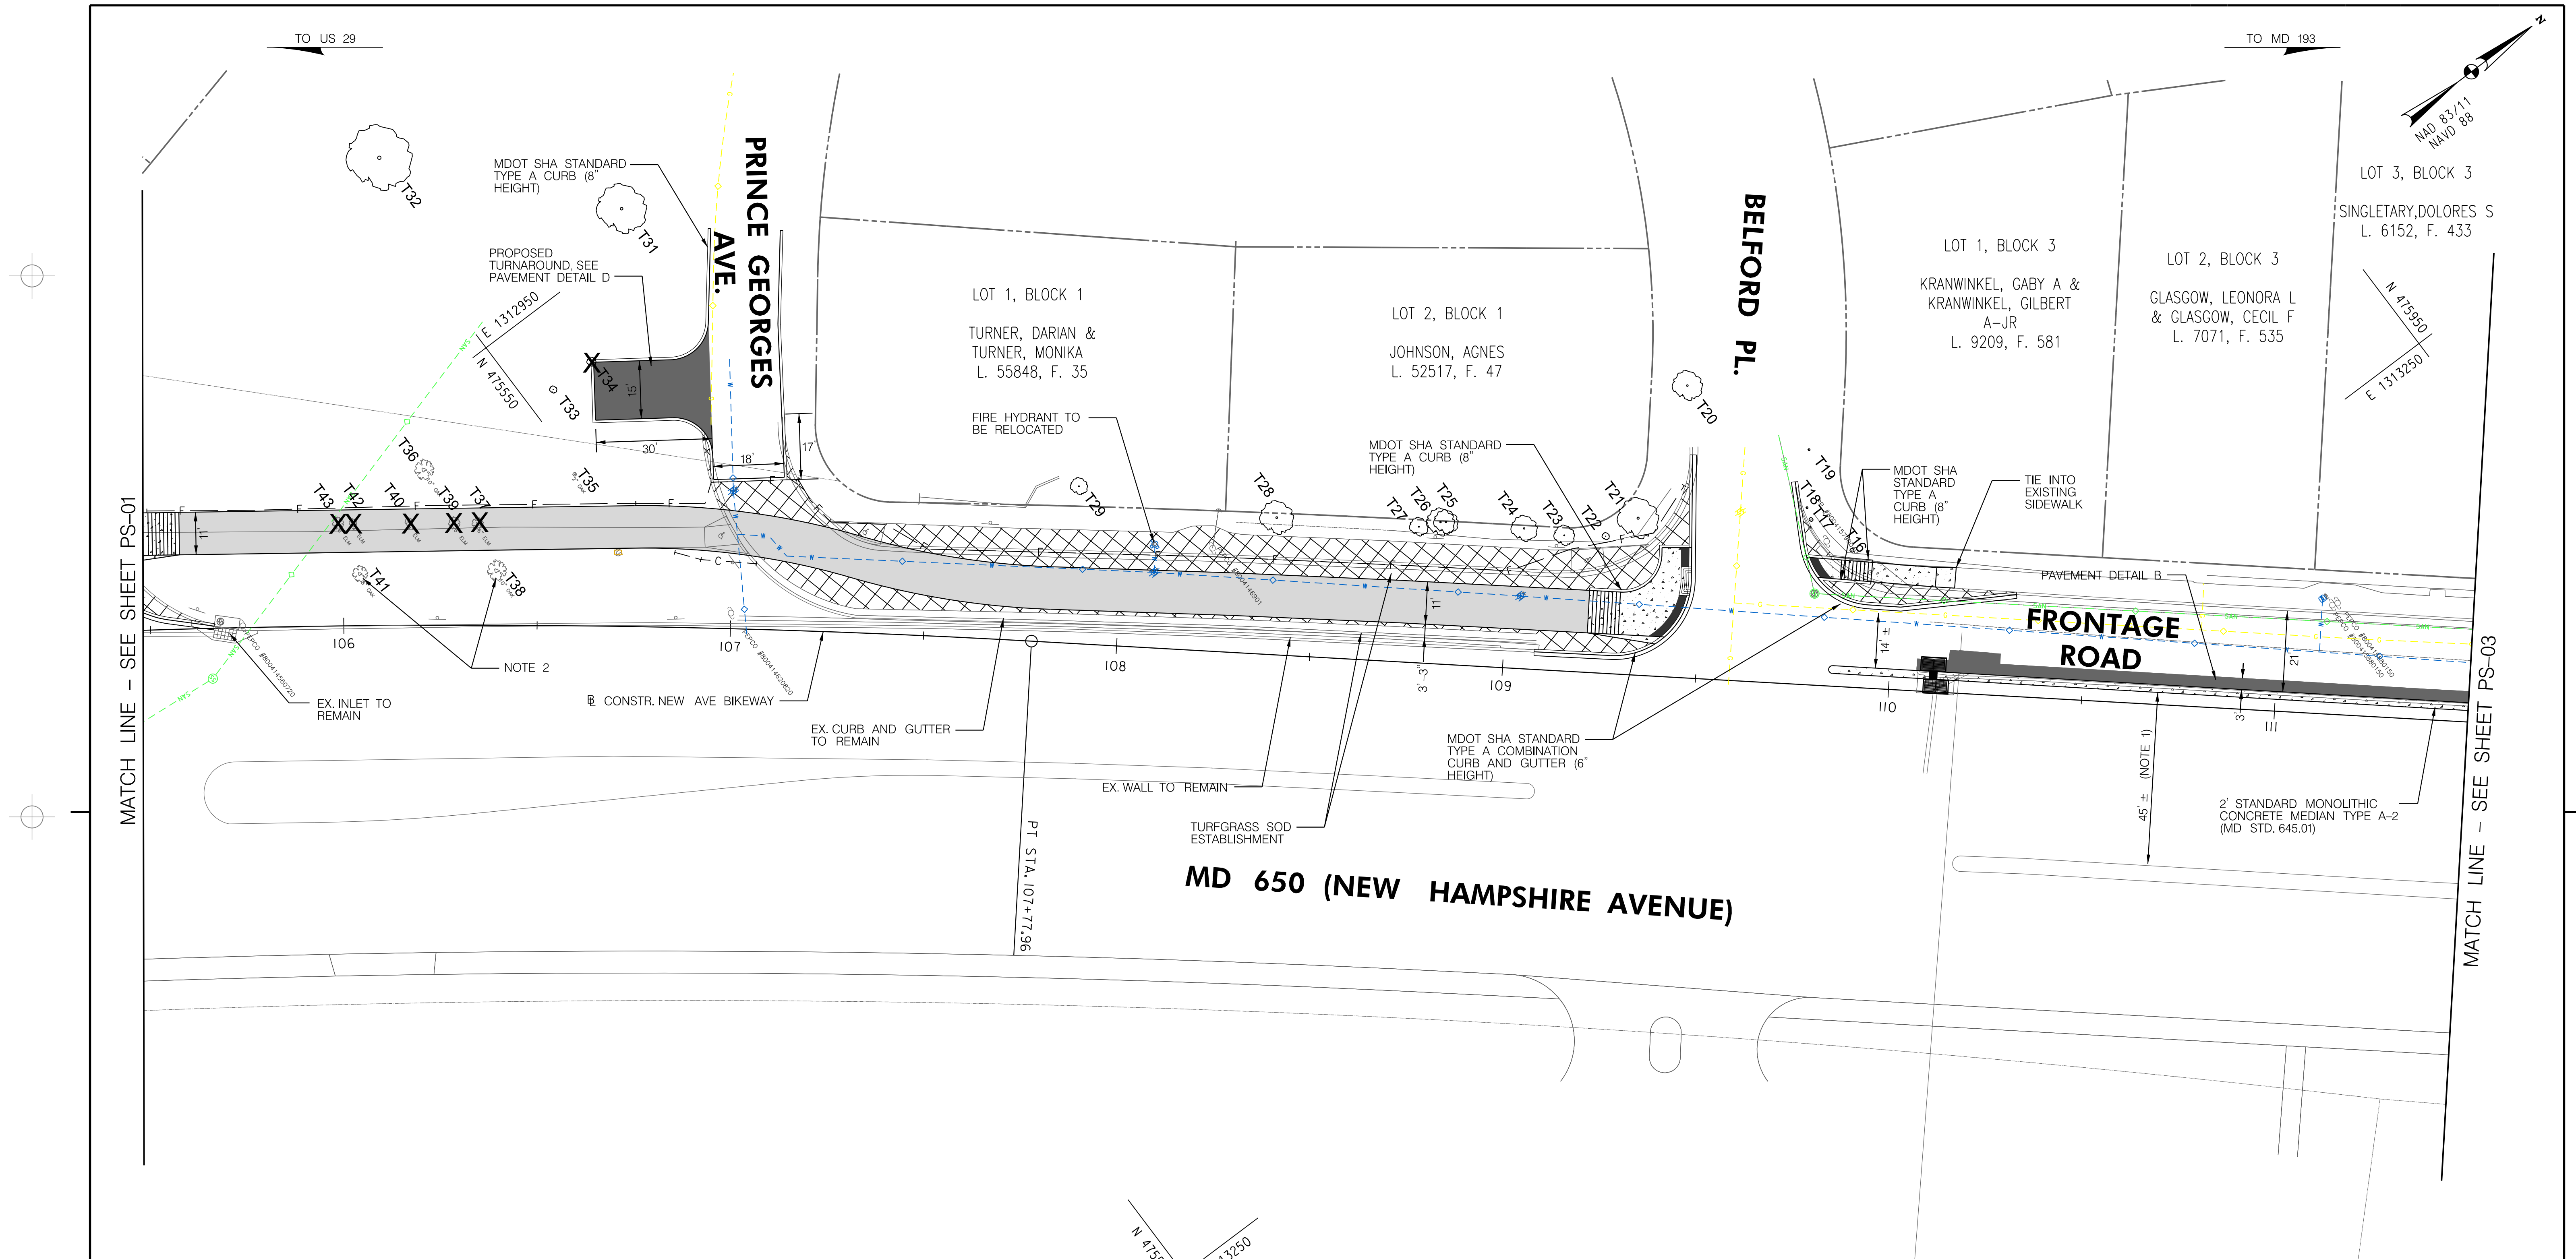 TO US 29
TO MD 193
N
NAD 83/11
NAVD 88
MDOT SHA STANDARD
TYPE A CURB (8"
HEIGHT)
PROPOSED
TURNAROUND, SEE
PAVEMENT DETAIL D
PRINCE GEORGES
AVE.
BELFORD PL.
LOT 1, BLOCK 1
TURNER, DARIAN &
TURNER, MONIKA
L. 55848, F. 35
LOT 2, BLOCK 1
JOHNSON, AGNES
L. 52517, F. 47
LOT 1, BLOCK 3
KRANWINKEL, GABY A &
KRANWINKEL, GILBERT
A-JR
L. 9209, F. 581
LOT 2, BLOCK 3
GLASGOW, LEONORA L
& GLASGOW, CECIL F
L. 7071, F. 535
LOT 3, BLOCK 3
SINGLETARY,DOLORES S
L. 6152, F. 433
E 1312950
N 475550
N 475950
E 1313250
T32
T31
T34
T33
T36
T35
T43
T42
T40
T39
T37
T41
T38
T29
T28
T27
T26
T25
T24
T23
T22
T21
T20
T19
T18
T17
T16
15'
30'
18'
17'
11'
11'
3'-3"
14' ±
21'
3'
45' ± (NOTE 1)
FIRE HYDRANT TO
BE RELOCATED
MDOT SHA STANDARD
TYPE A CURB (8"
HEIGHT)
MDOT SHA
STANDARD
TYPE A
CURB (8"
HEIGHT)
TIE INTO
EXISTING
SIDEWALK
PAVEMENT DETAIL B
FRONTAGE
ROAD
MATCH LINE - SEE SHEET PS-01
MATCH LINE - SEE SHEET PS-03
106
107
108
109
110
111
NOTE 2
EX. INLET TO
REMAIN
PEPCO #800414560720
PEPCO #800414620820
PEPCO #800415880150
PEPCO #800415880150
BL CONSTR. NEW AVE BIKEWAY
EX. CURB AND GUTTER
TO REMAIN
EX. WALL TO REMAIN
TURFGRASS SOD
ESTABLISHMENT
MDOT SHA STANDARD
TYPE A COMBINATION
CURB AND GUTTER (6"
HEIGHT)
2' STANDARD MONOLITHIC
CONCRETE MEDIAN TYPE A-2
(MD STD. 645.01)
PT STA. 107+77.96
MD 650 (NEW HAMPSHIRE AVENUE)